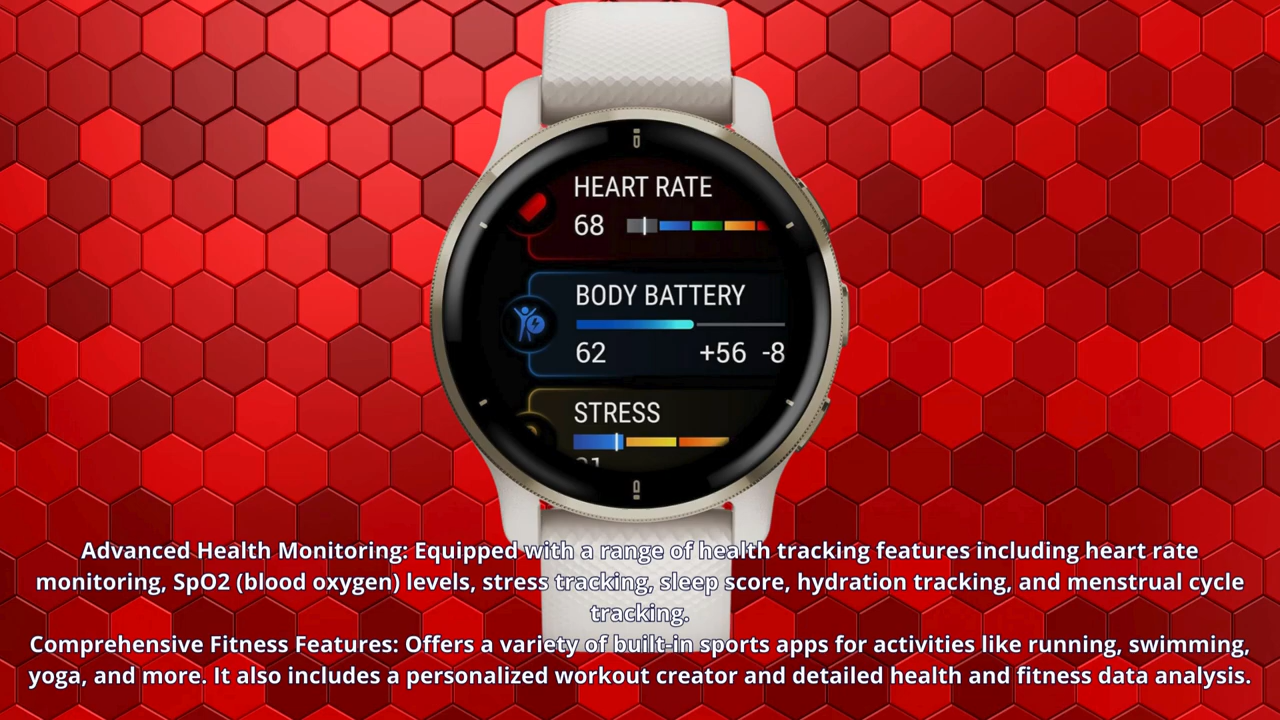 HEART RATE
68
BODY BATTERY
62 +56 -8
STRESS
Advanced Health Monitoring: Equipped with a range of health tracking features including heart rate
monitoring, SpO2 (blood oxygen) levels, stress tracking, sleep score, hydration tracking, and menstrual cycle
tracking.
Comprehensive Fitness Features: Offers a variety of built-in sports apps for activities like running, swimming,
yoga, and more. It also includes a personalized workout creator and detailed health and fitness data analysis.